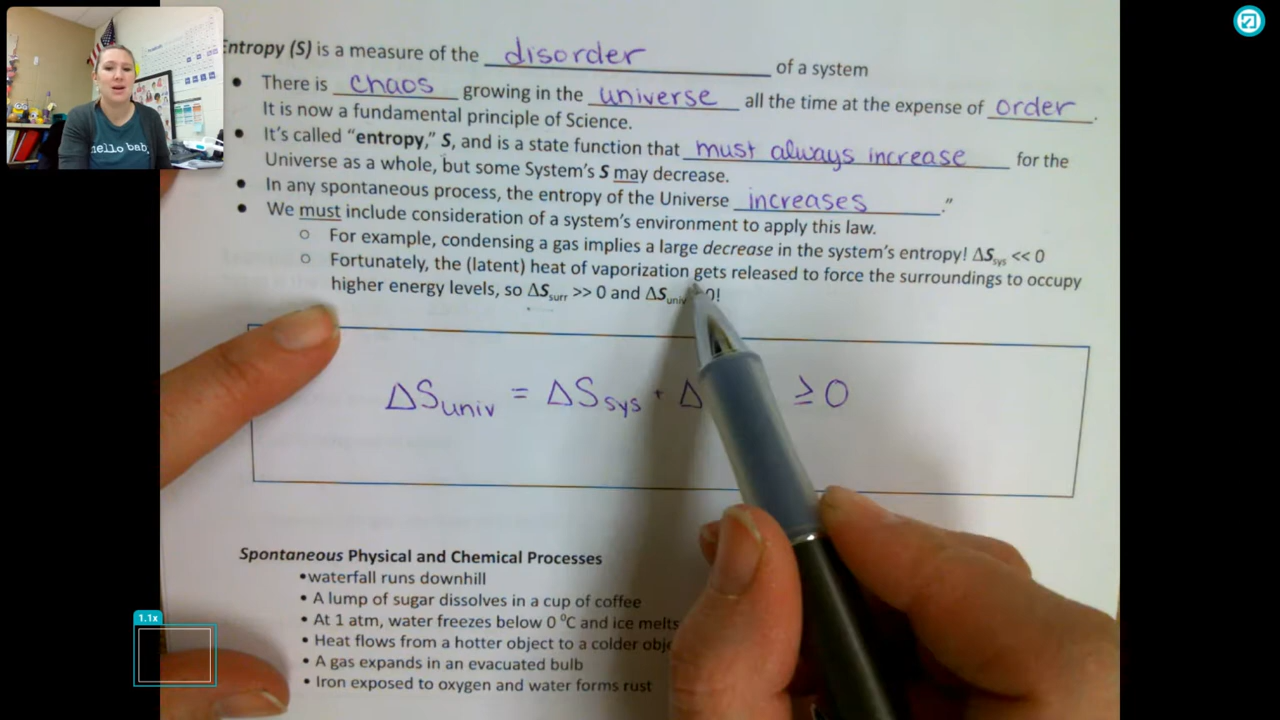 Entropy (S) is a measure of the disorder of a system
• There is chaos growing in the universe all the time at the expense of order.
It is now a fundamental principle of Science.
• It's called "entropy," S, and is a state function that must always increase for the
Universe as a whole, but some System's S may decrease.
• In any spontaneous process, the entropy of the Universe increases."
• We must include consideration of a system's environment to apply this law.
o For example, condensing a gas implies a large decrease in the system's entropy! ΔSsys << 0
o Fortunately, the (latent) heat of vaporization gets released to force the surroundings to occupy
higher energy levels, so ΔSsurr >> 0 and ΔSuniv 0!
ΔSuniv = ΔSsys + Δ ≥ 0
Spontaneous Physical and Chemical Processes
• waterfall runs downhill
• A lump of sugar dissolves in a cup of coffee
• At 1 atm, water freezes below 0 °C and ice melts
• Heat flows from a hotter object to a colder
• A gas expands in an evacuated bulb
• Iron exposed to oxygen and water forms rust
hello
1.1x